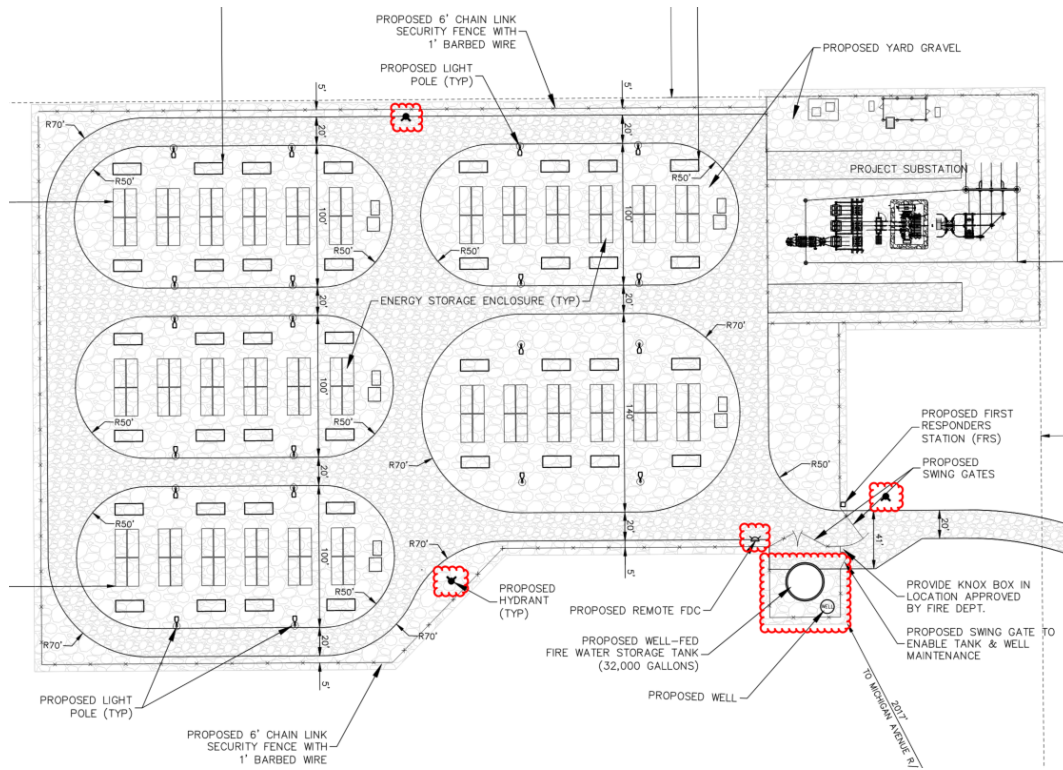 PROPOSED 6' CHAIN LINK
SECURITY FENCE WITH
1' BARBED WIRE
PROPOSED LIGHT
POLE (TYP)
PROPOSED YARD GRAVEL
5'
5'
R70'
20'
20'
R50'
R50'
PROJECT SUBSTATION
100'
100'
R50'
R50'
20'
ENERGY STORAGE ENCLOSURE (TYP)
20'
R70'
100'
140'
R50'
R50'
PROPOSED FIRST
RESPONDERS
STATION (FRS)
R70'
R50'
PROPOSED
SWING GATES
20'
R50'
20'
20'
41'
100'
R70'
5'
R50'
PROPOSED
HYDRANT
(TYP)
PROPOSED REMOTE FDC
WELL
PROVIDE KNOX BOX IN
LOCATION APPROVED
BY FIRE DEPT.
R70'
20'
PROPOSED WELL-FED
FIRE WATER STORAGE TANK
(32,000 GALLONS)
PROPOSED SWING GATE TO
ENABLE TANK & WELL
MAINTENANCE
5'
PROPOSED LIGHT
POLE (TYP)
PROPOSED WELL
2017'
TO MICHIGAN AVENUE R/
PROPOSED 6' CHAIN LINK
SECURITY FENCE WITH
1' BARBED WIRE